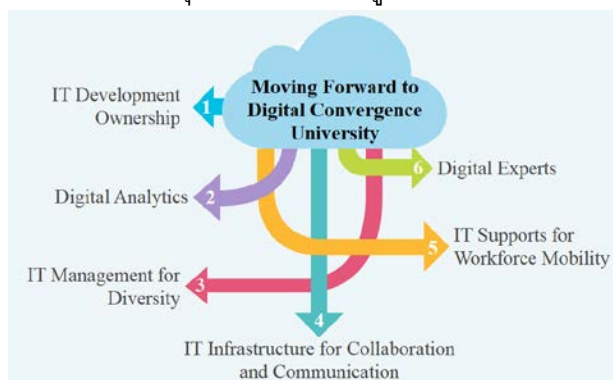 Moving Forward to
Digital Convergence
University
1
IT Development
Ownership
2
Digital Analytics
3
IT Management for
Diversity
4
IT Infrastructure for Collaboration
and Communication
5
IT Supports for
Workforce Mobility
6
Digital Experts